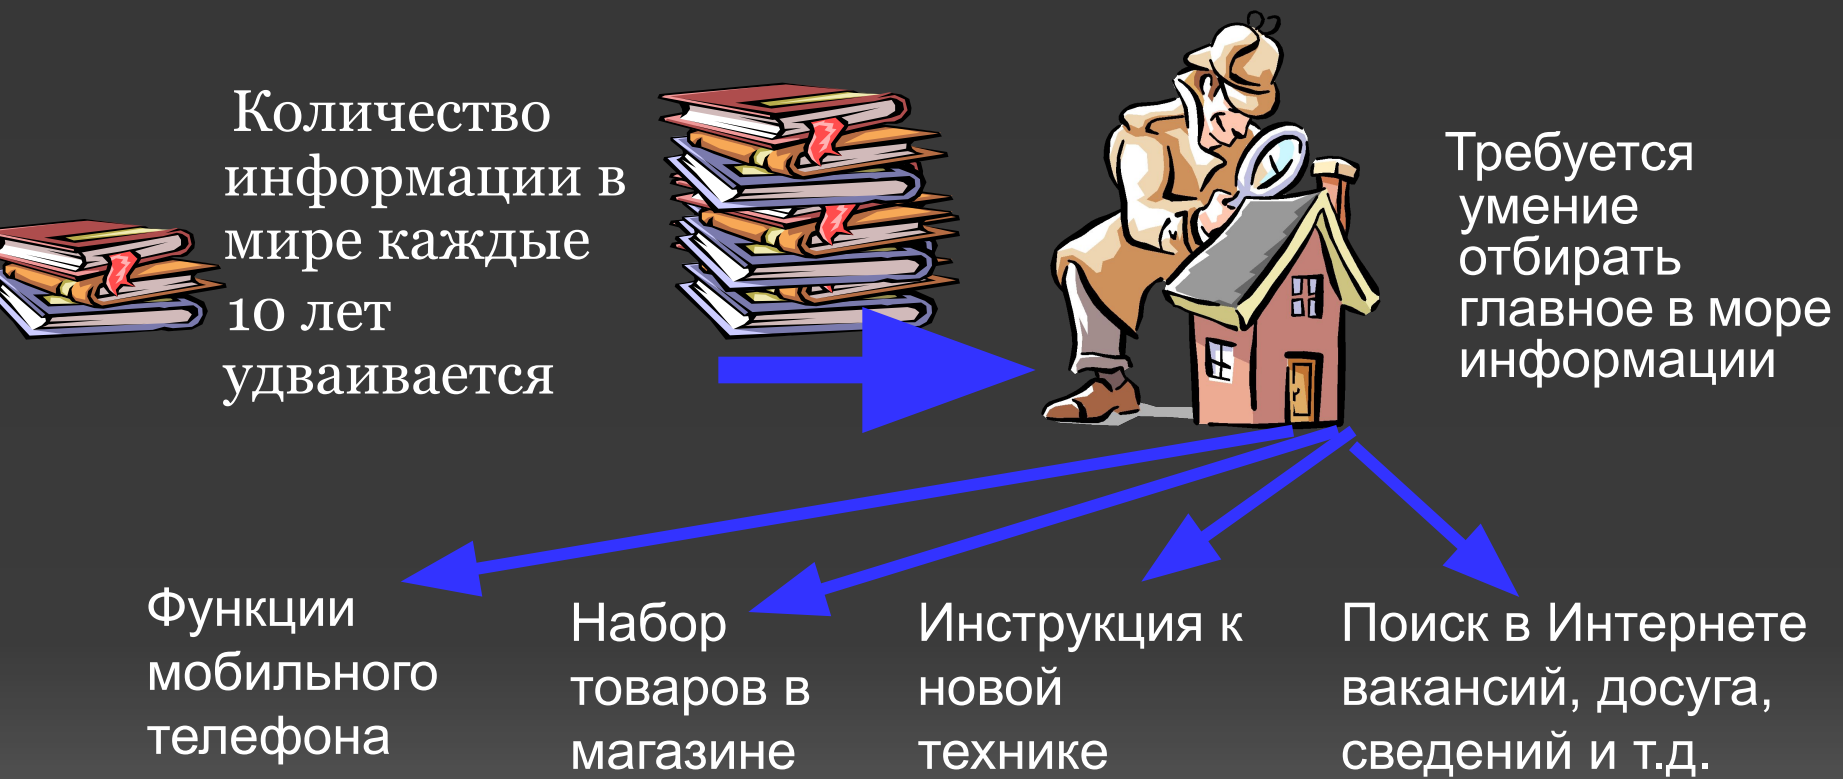 Количество
информации в
мире каждые
10 лет
удваивается
Требуется
умение
отбирать
главное в море
информации
Функции
мобильного
телефона
Набор
товаров в
магазине
Инструкция к
новой
технике
Поиск в Интернете
вакансий, досуга,
сведений и т.д.